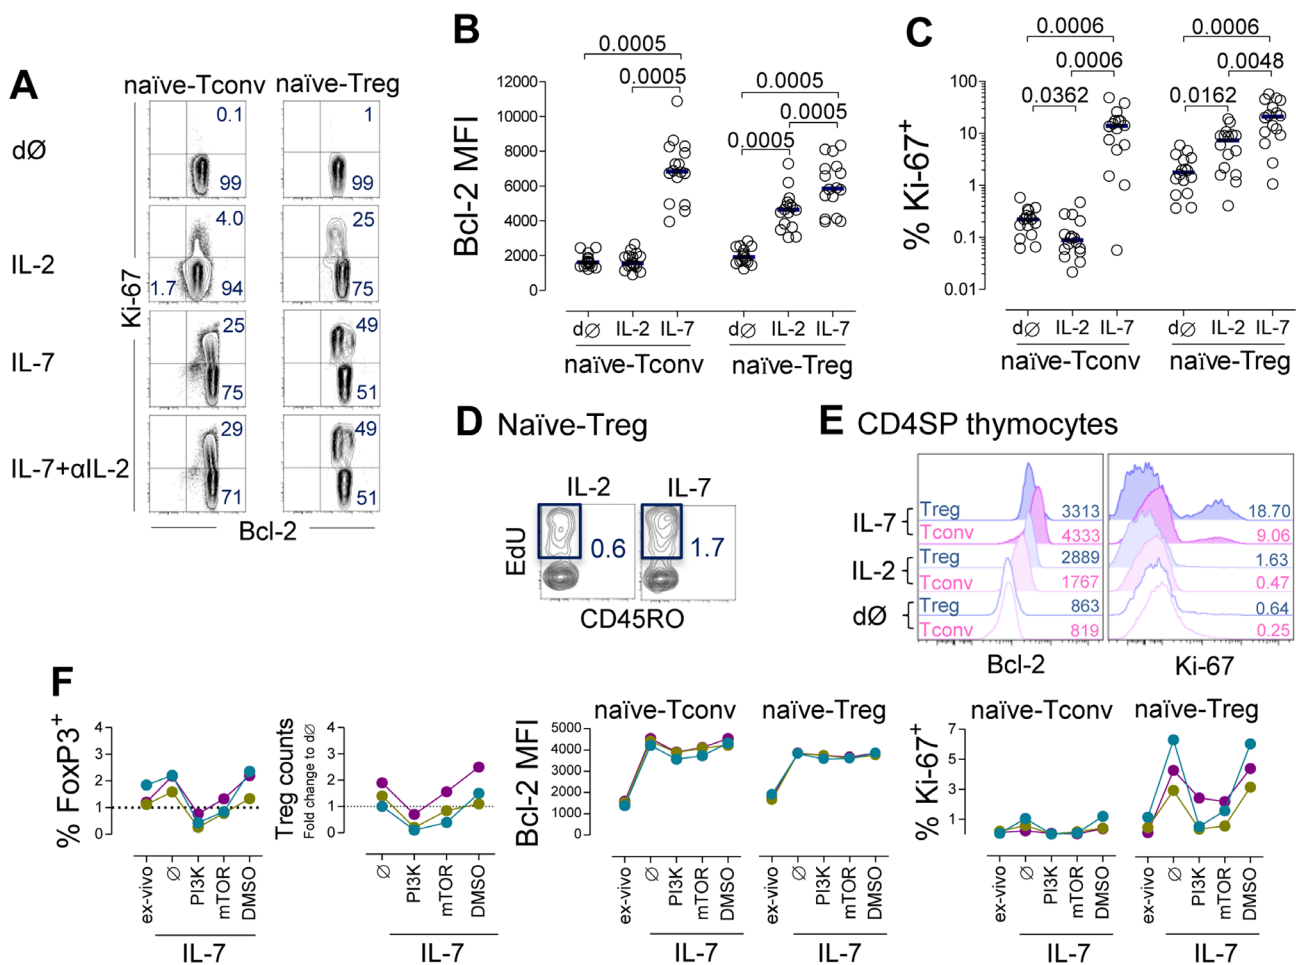 A
naïve-Tconv
naïve-Treg
dØ
0.1
99
1
99
IL-2
4.0
1.7
94
25
75
IL-7
25
75
49
51
IL-7+αIL-2
29
71
49
51
Ki-67
Bcl-2
B
0.0005
0.0005
0.0005
0.0005
0.0005
Bcl-2 MFI
12000
10000
8000
6000
4000
2000
0
dØ IL-2 IL-7
dØ IL-2 IL-7
naïve-Tconv
naïve-Treg
C
0.0006
0.0006
0.0362
0.0006
0.0048
0.0162
% Ki-67+
100
10
1
0.1
0.01
dØ IL-2 IL-7
dØ IL-2 IL-7
naïve-Tconv
naïve-Treg
D Naïve-Treg
IL-2
IL-7
EdU
0.6
1.7
CD45RO
E CD4SP thymocytes
IL-7
Treg 3313 18.70
Tconv 4333 9.06
IL-2
Treg 2889 1.63
Tconv 1767 0.47
dØ
Treg 863 0.64
Tconv 819 0.25
Bcl-2
Ki-67
F
% FoxP3+
4
3
2
1
0
ex-vivo
Ø
PI3K
mTOR
DMSO
IL-7
Treg counts
Fold change to dØ
4
3
2
1
0
Ø
PI3K
mTOR
DMSO
IL-7
naïve-Tconv
naïve-Treg
Bcl-2 MFI
5000
4000
3000
2000
1000
0
ex-vivo
Ø
PI3K
mTOR
DMSO
IL-7
ex-vivo
Ø
PI3K
mTOR
DMSO
IL-7
naïve-Tconv
naïve-Treg
% Ki-67+
7
5
3
1
ex-vivo
Ø
PI3K
mTOR
DMSO
IL-7
ex-vivo
Ø
PI3K
mTOR
DMSO
IL-7